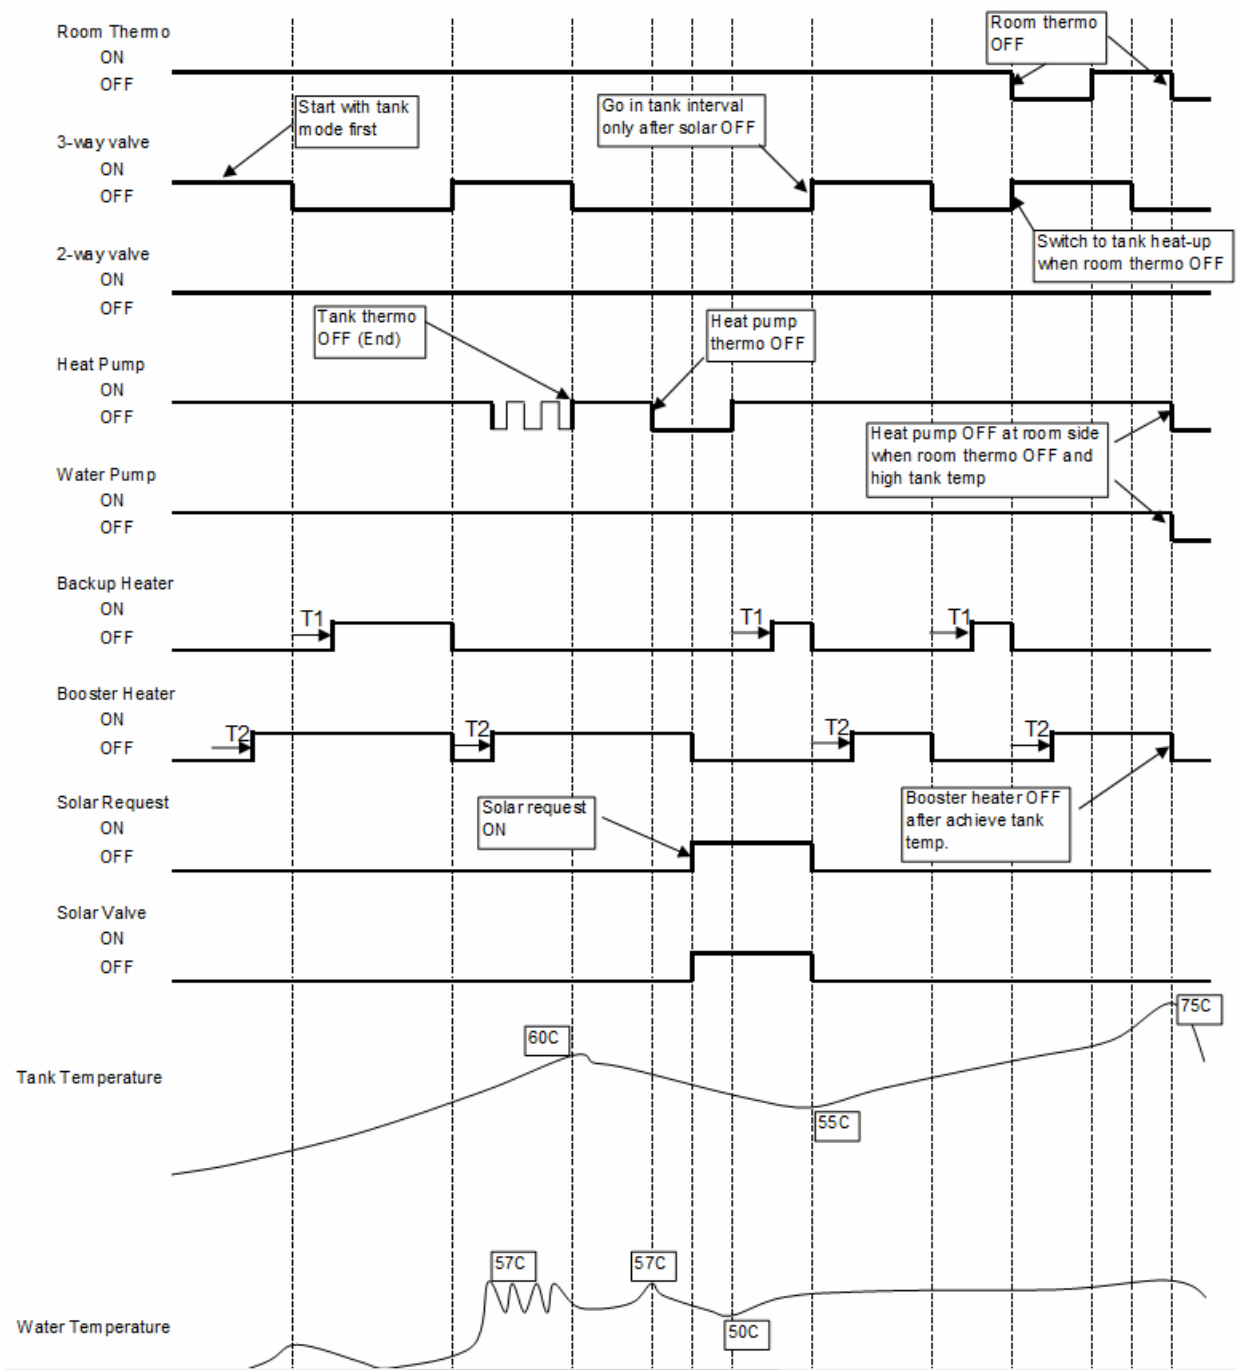 Room Thermo
ON
OFF
Room thermo
OFF
Start with tank
mode first
Go in tank interval
only after solar OFF
3-way valve
ON
OFF
Switch to tank heat-up
when room thermo OFF
2-way valve
ON
OFF
Tank thermo
OFF (End)
Heat pump
thermo OFF
Heat Pump
ON
OFF
Heat pump OFF at room side
when room thermo OFF and
high tank temp
Water Pump
ON
OFF
Backup Heater
ON
OFF
T1
T1
T1
Booster Heater
ON
OFF
T2
T2
T2
T2
Solar request
ON
Booster heater OFF
after achieve tank
temp.
Solar Request
ON
OFF
Solar Valve
ON
OFF
75C
60C
Tank Temperature
55C
57C
57C
Water Temperature
50C